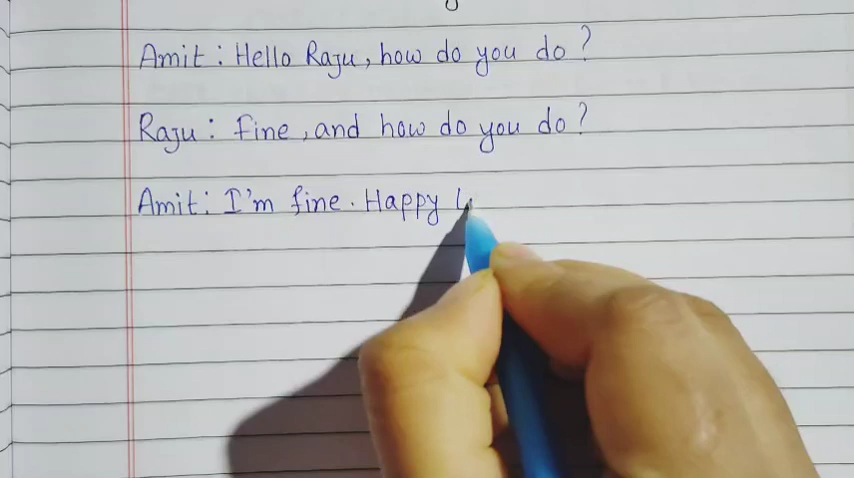 Amit : Hello Raju, how do you do ?
Raju : Fine, and how do you do ?
Amit : I'm fine. Happy